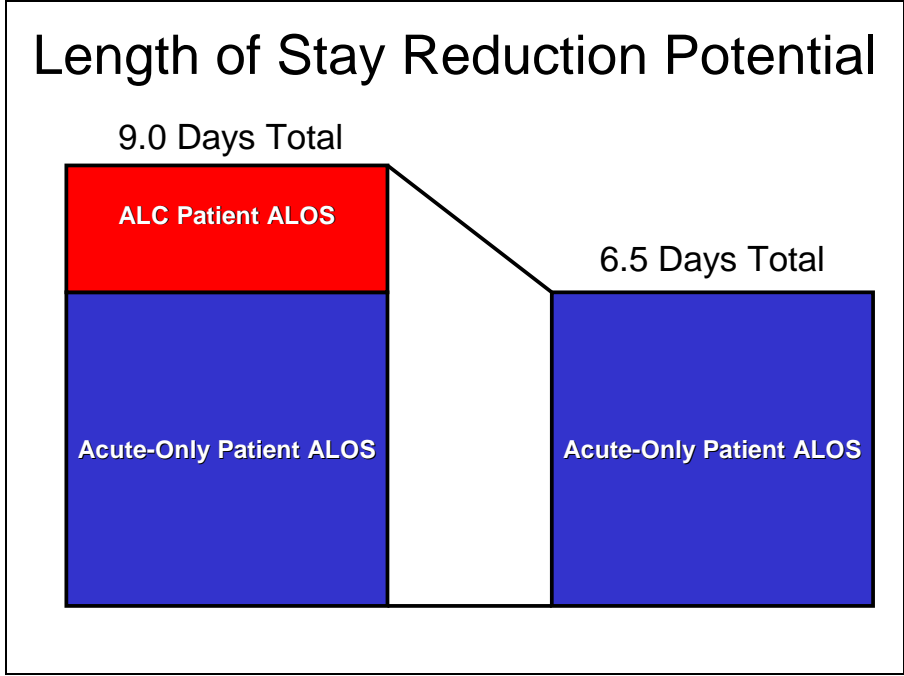 Length of Stay Reduction Potential
9.0 Days Total
ALC Patient ALOS
6.5 Days Total
Acute-Only Patient ALOS
Acute-Only Patient ALOS